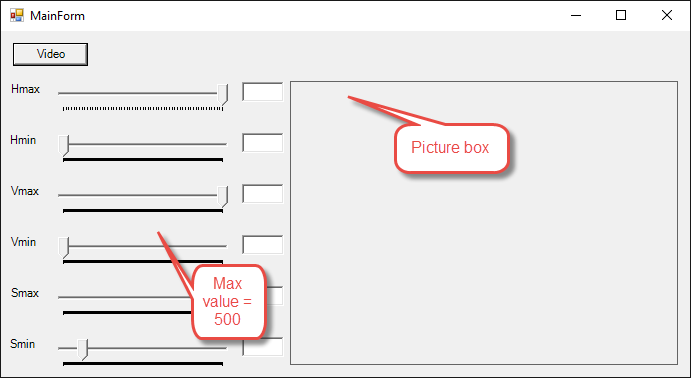 MainForm
Video
Hmax
Picture box
Hmin
Vmax
Vmin
Max
value =
500
Smax
Smin